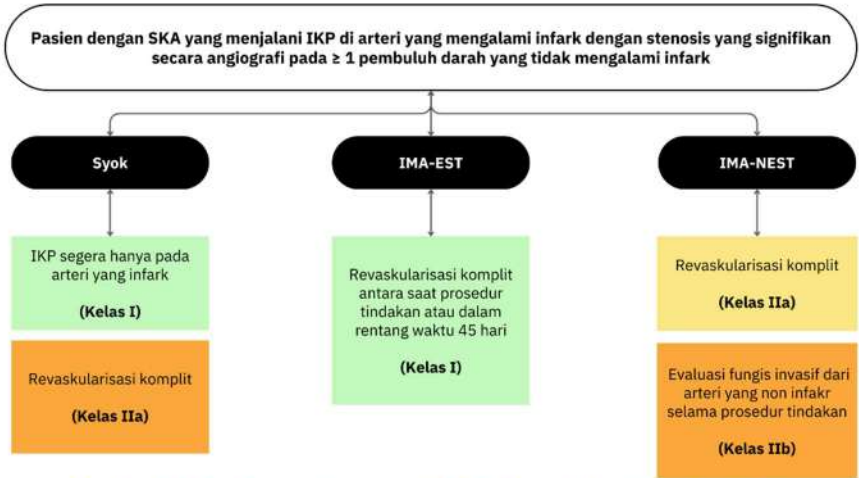 Pasien dengan SKA yang menjalani IKP di arteri yang mengalami infark dengan stenosis yang signifikan
secara angiografi pada ≥ 1 pembuluh darah yang tidak mengalami infark
Syok
IKP segera hanya pada
arteri yang infark
(Kelas I)
Revaskularisasi komplit
(Kelas IIa)
IMA-EST
Revaskularisasi komplit
antara saat prosedur
tindakan atau dalam
rentang waktu 45 hari
(Kelas I)
IMA-NEST
Revaskularisasi komplit
(Kelas IIa)
Evaluasi fungis invasif dari
arteri yang non infakr
selama prosedur tindakan
(Kelas IIb)